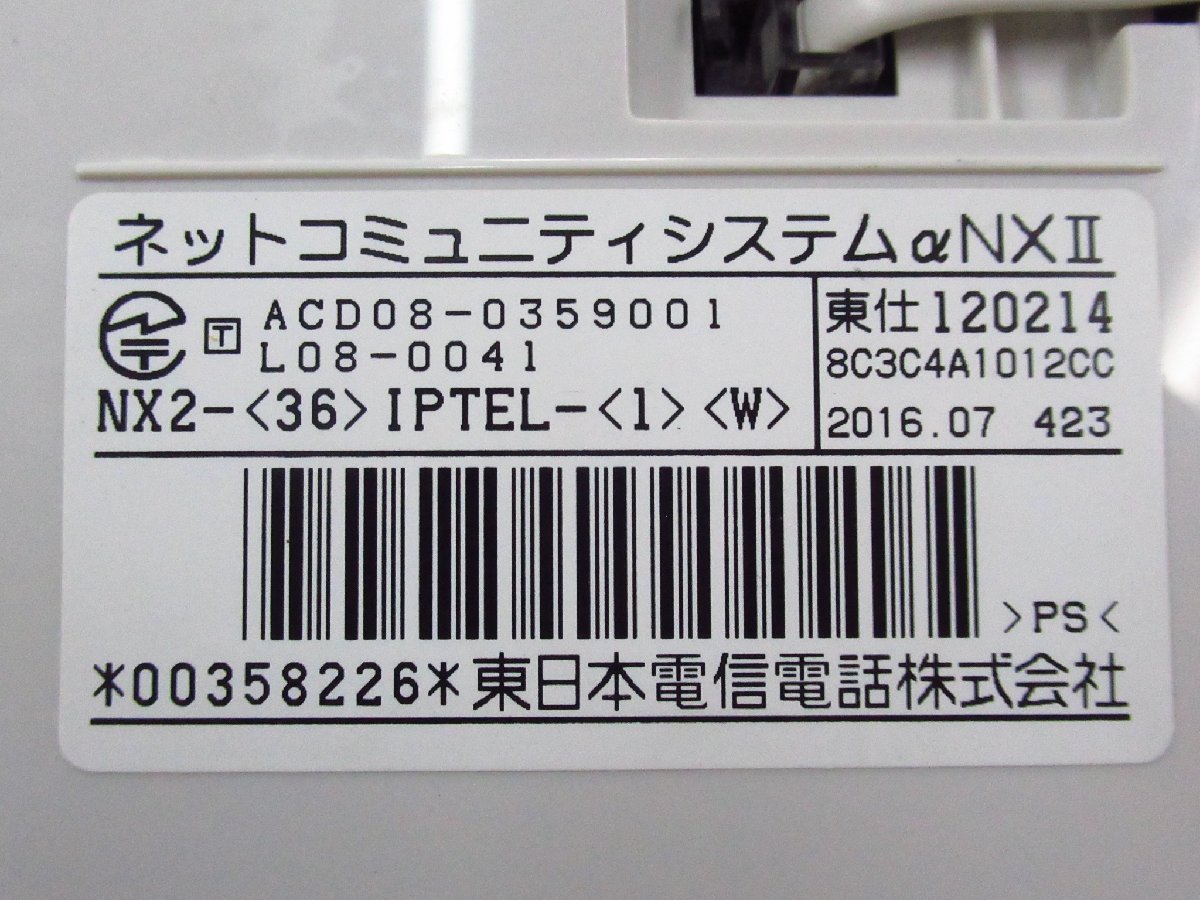 ネットコミュニティシステムαNXⅡ
T ACD08-0359001
L08-0041
NX2-<36>IPTEL-<1><W>
東仕120214
8C3C4A1012CC
2016.07 423
>PS<
*00358226*東日本電信電話株式会社